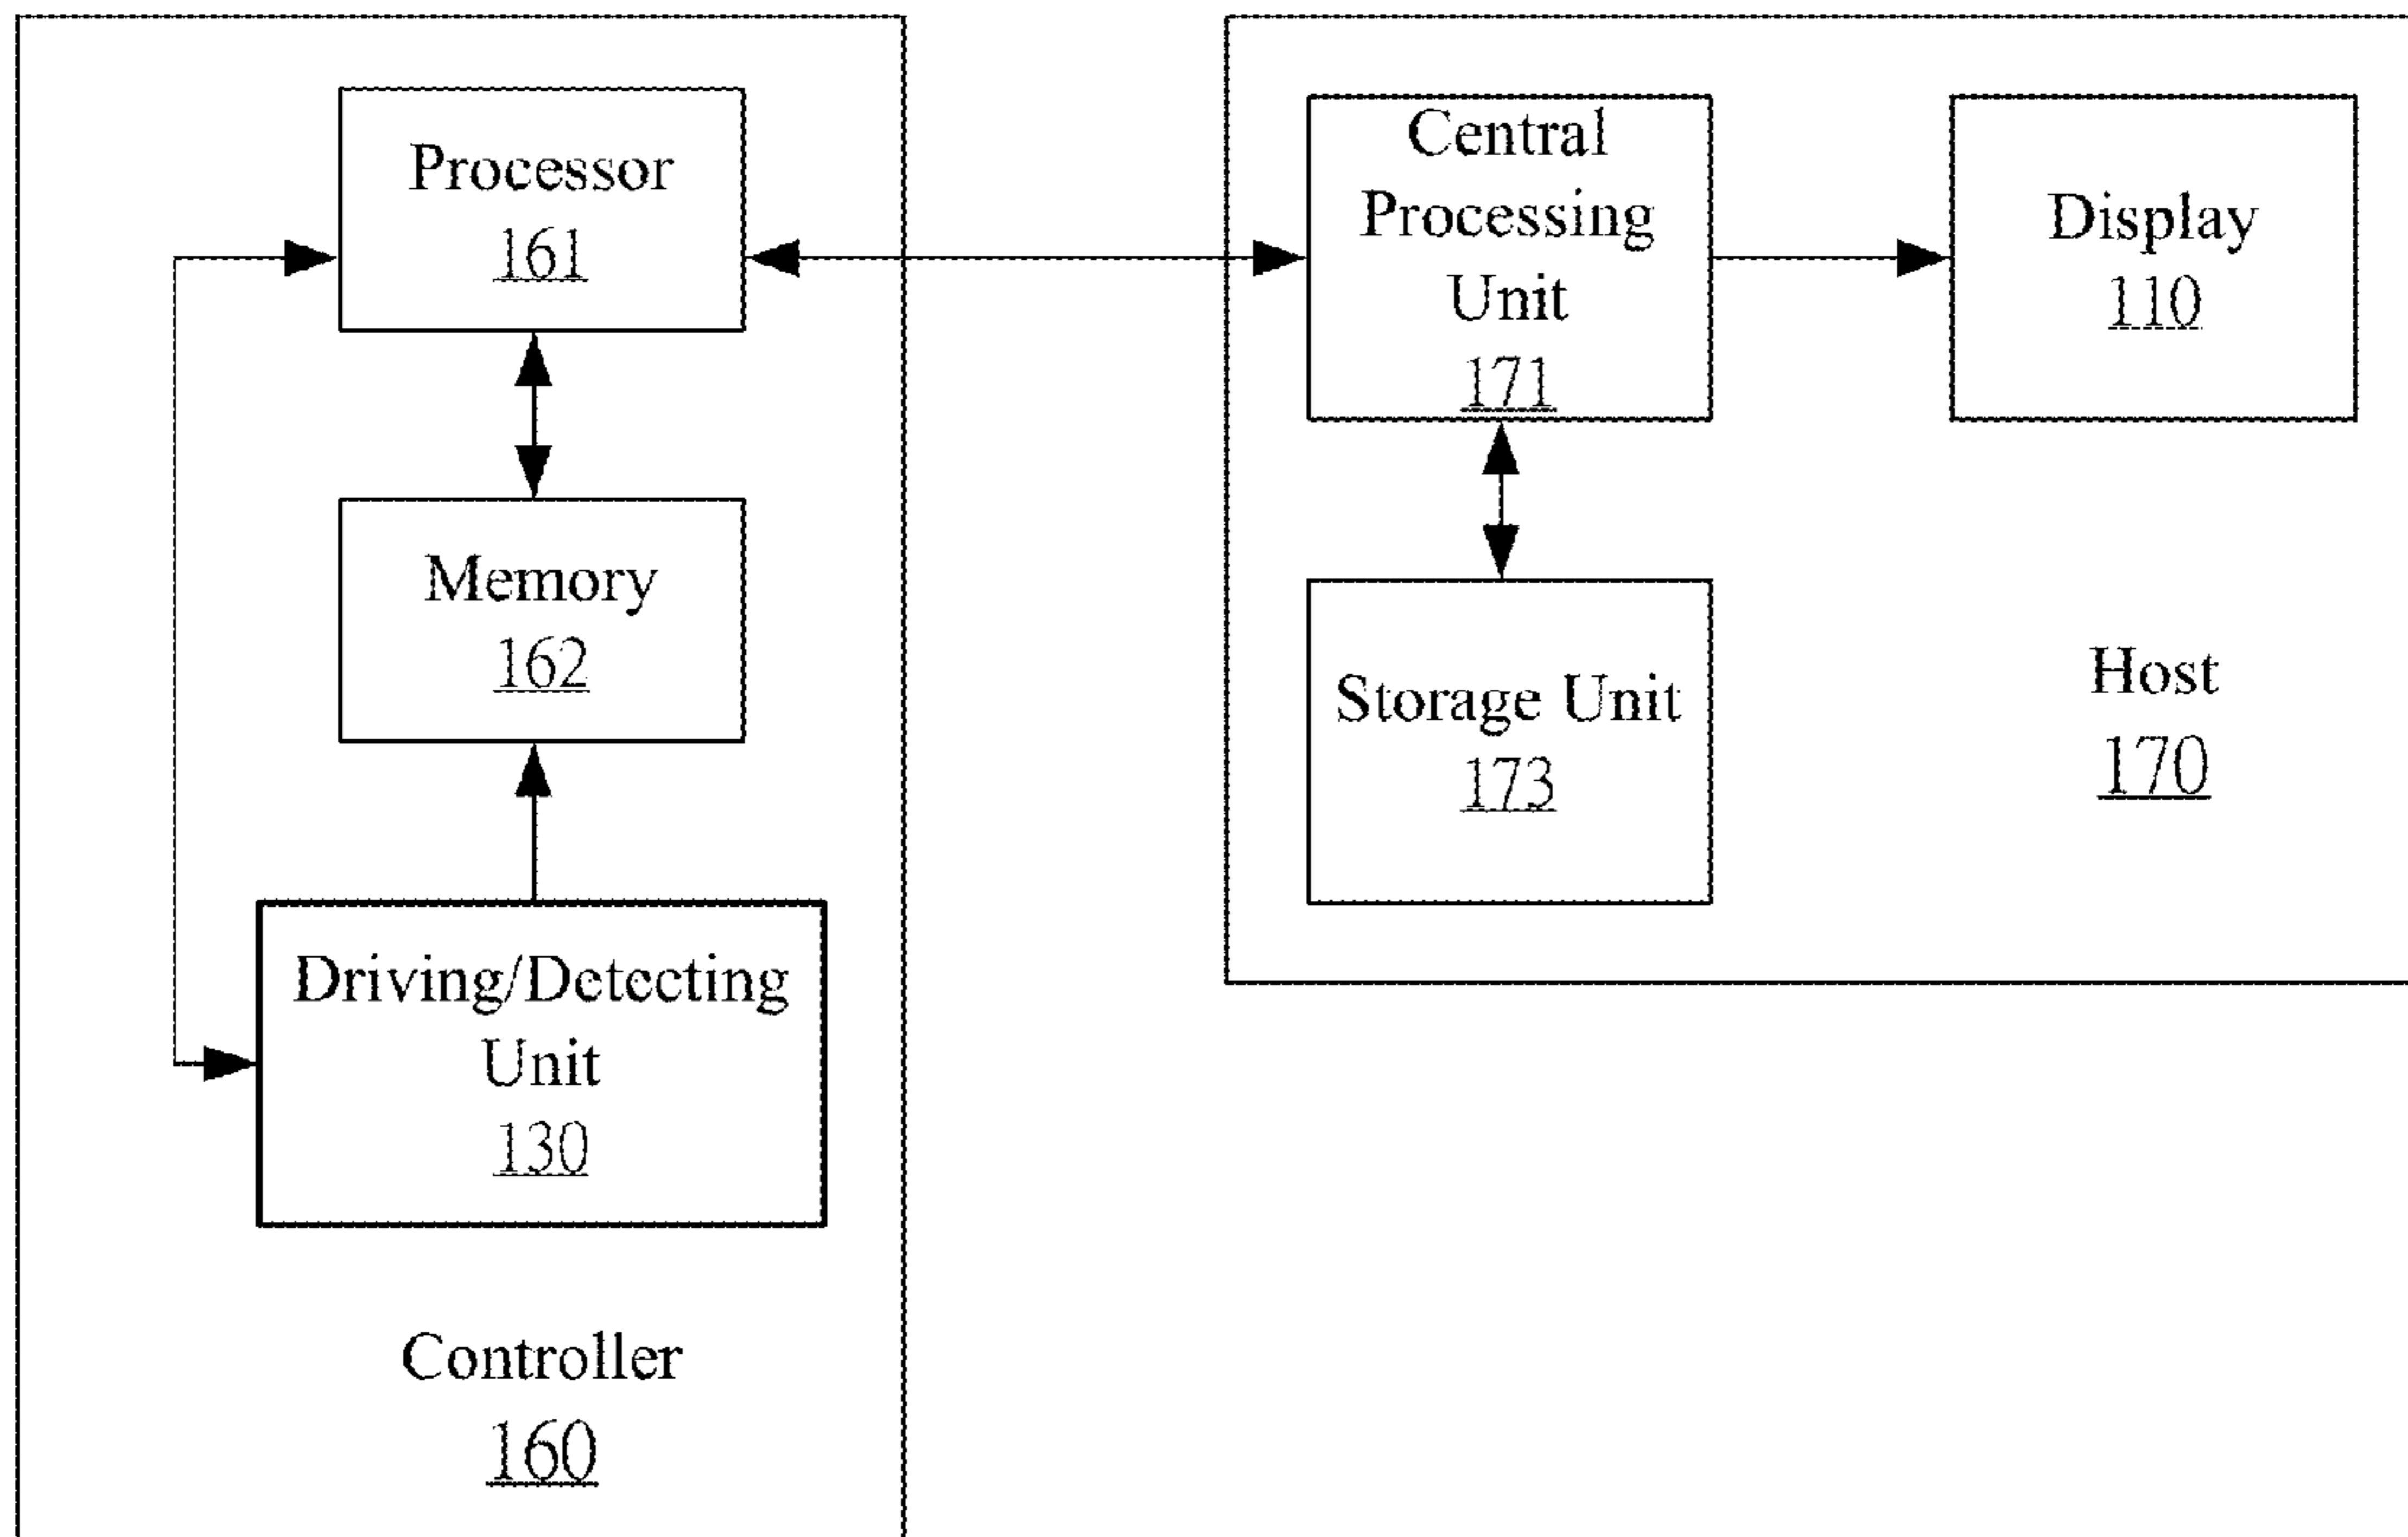 Processor
161
Memory
162
Driving/Detecting
Unit
130
Controller
160
Central
Processing
Unit
171
Display
110
Storage Unit
173
Host
170